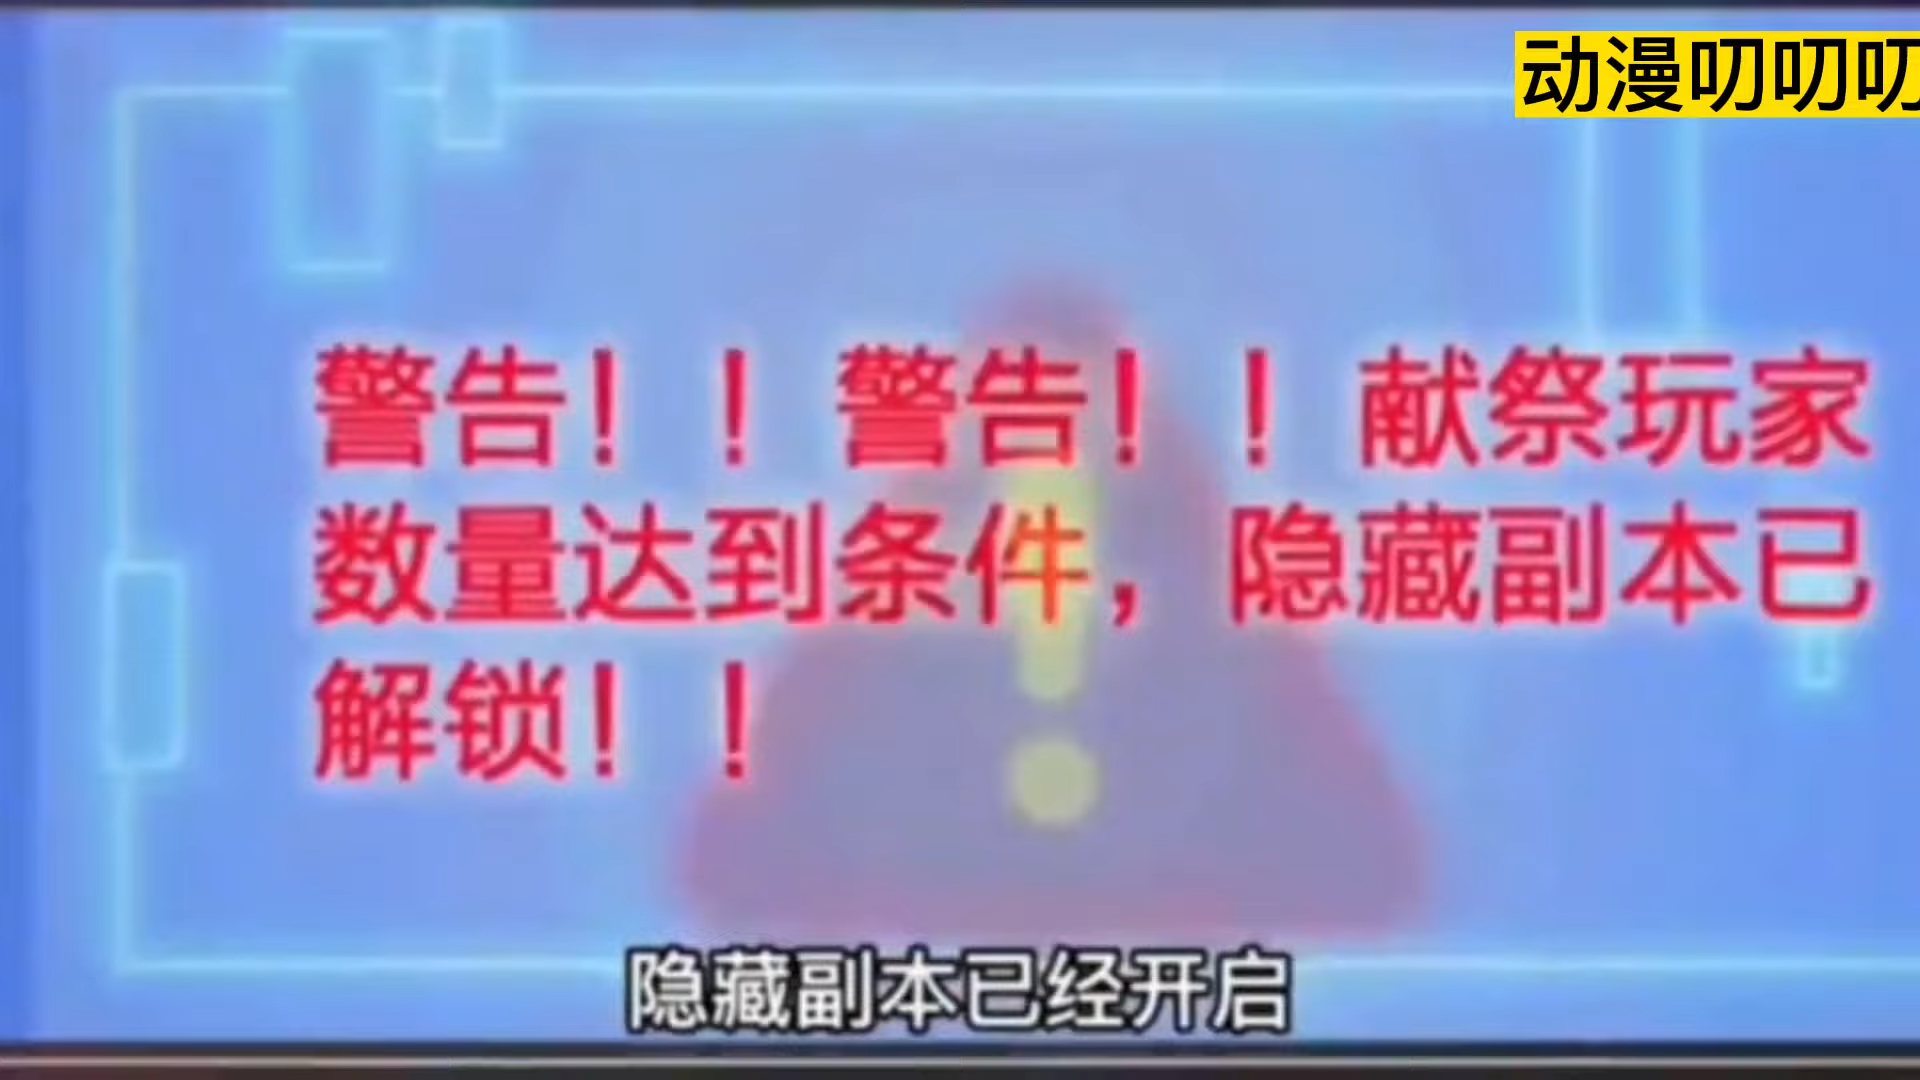 动漫叨叨叨
警告！！警告！！献祭玩家
数量达到条件，隐藏副本已
解锁！！
隐藏副本已经开启